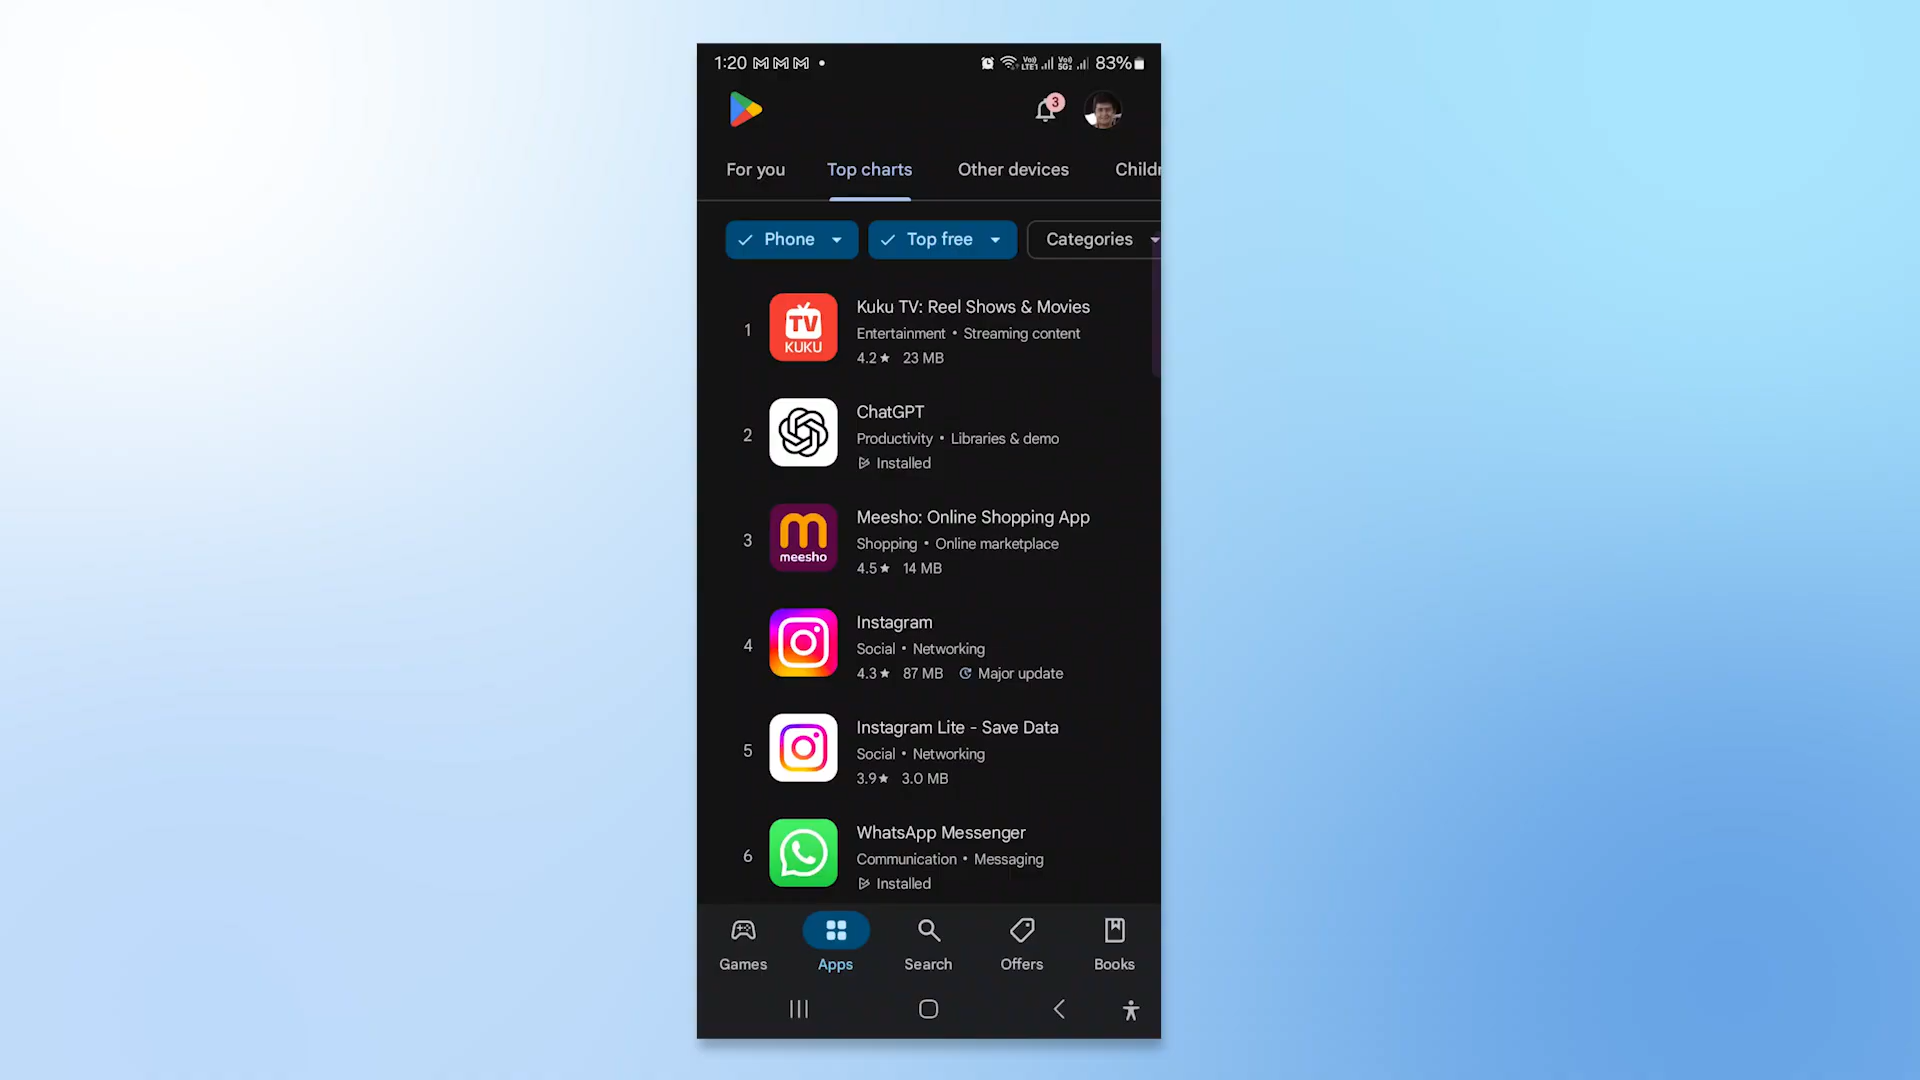 1:20 83%
3
For you Top charts Other devices Childr
Phone Top free Categories
1
TV
KUKU
Kuku TV: Reel Shows & Movies
Entertainment • Streaming content
4.2★ 23 MB
2
ChatGPT
Productivity • Libraries & demo
Installed
3
meesho
Meesho: Online Shopping App
Shopping • Online marketplace
4.5★ 14 MB
4
Instagram
Social • Networking
4.3★ 87 MB Major update
5
Instagram Lite - Save Data
Social • Networking
3.9★ 3.0 MB
6
WhatsApp Messenger
Communication • Messaging
Installed
Games Apps Search Offers Books